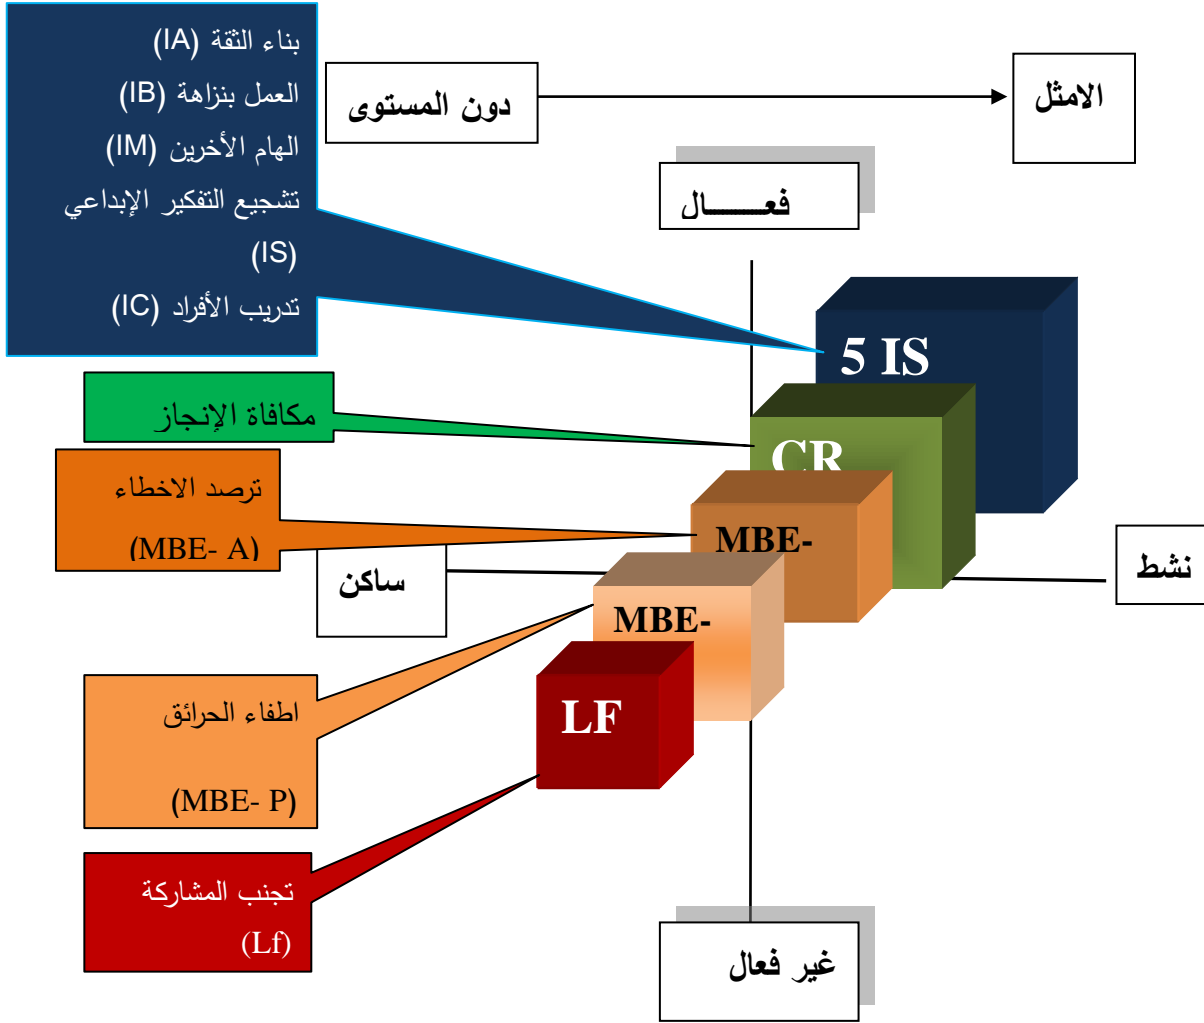 بناء الثقة (IA)
العمل بنزاهة (IB)
الهام الأخرين (IM)
تشجيع التفكير الإبداعي
(IS)
تدريب الأفراد (IC)
دون المستوى
الامثل
فعـــــال
5 IS
مكافاة الإنجاز
CR
ترصد الاخطاء
(MBE- A)
MBE-
ساكن
نشط
MBE-
اطفاء الحرائق
(MBE- P)
LF
تجنب المشاركة
(Lf)
غير فعال